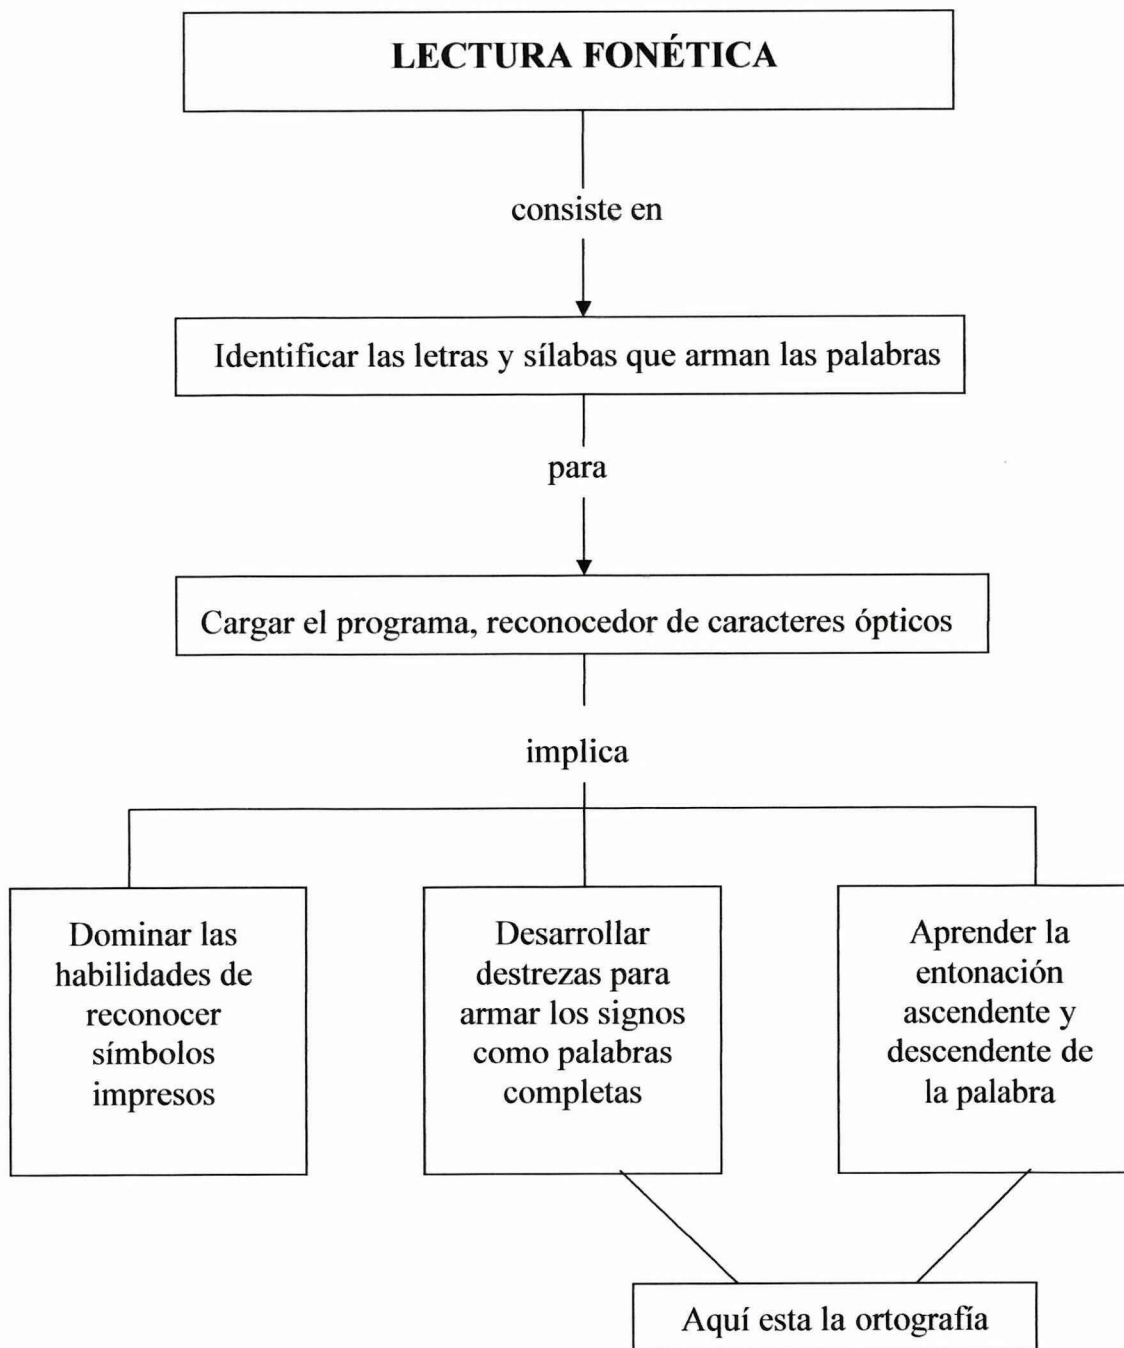 LECTURA FONÉTICA
consiste en
Identificar las letras y sílabas que arman las palabras
para
Cargar el programa, reconocedor de caracteres ópticos
implica
Dominar las
habilidades de
reconocer
símbolos
impresos
Desarrollar
destrezas para
armar los signos
como palabras
completas
Aprender la
entonación
ascendente y
descendente de
la palabra
Aquí esta la ortografía